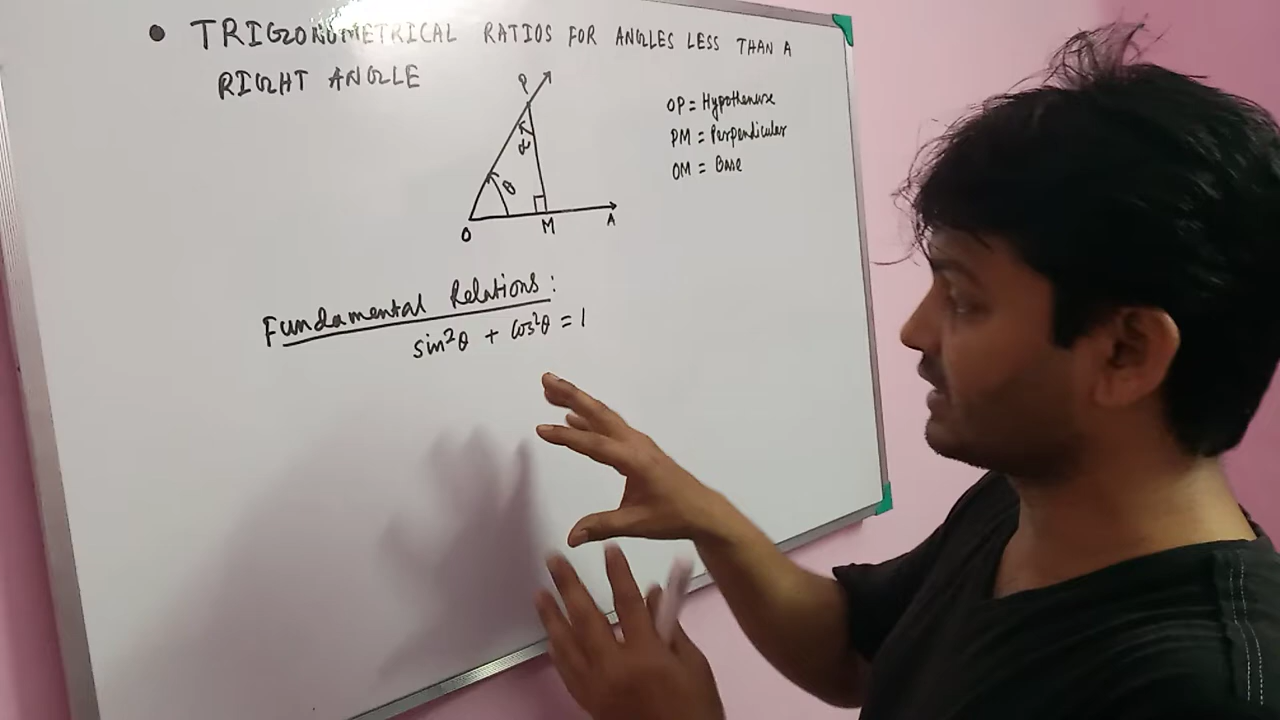 • TRIGONOMETRICAL RATIOS FOR ANGLES LESS THAN A
RIGHT ANGLE
P
α
θ
O
M
A
OP = Hypothenuse
PM = Perpendicular
OM = Base
Fundamental Relations:
sin²θ + cos²θ = 1